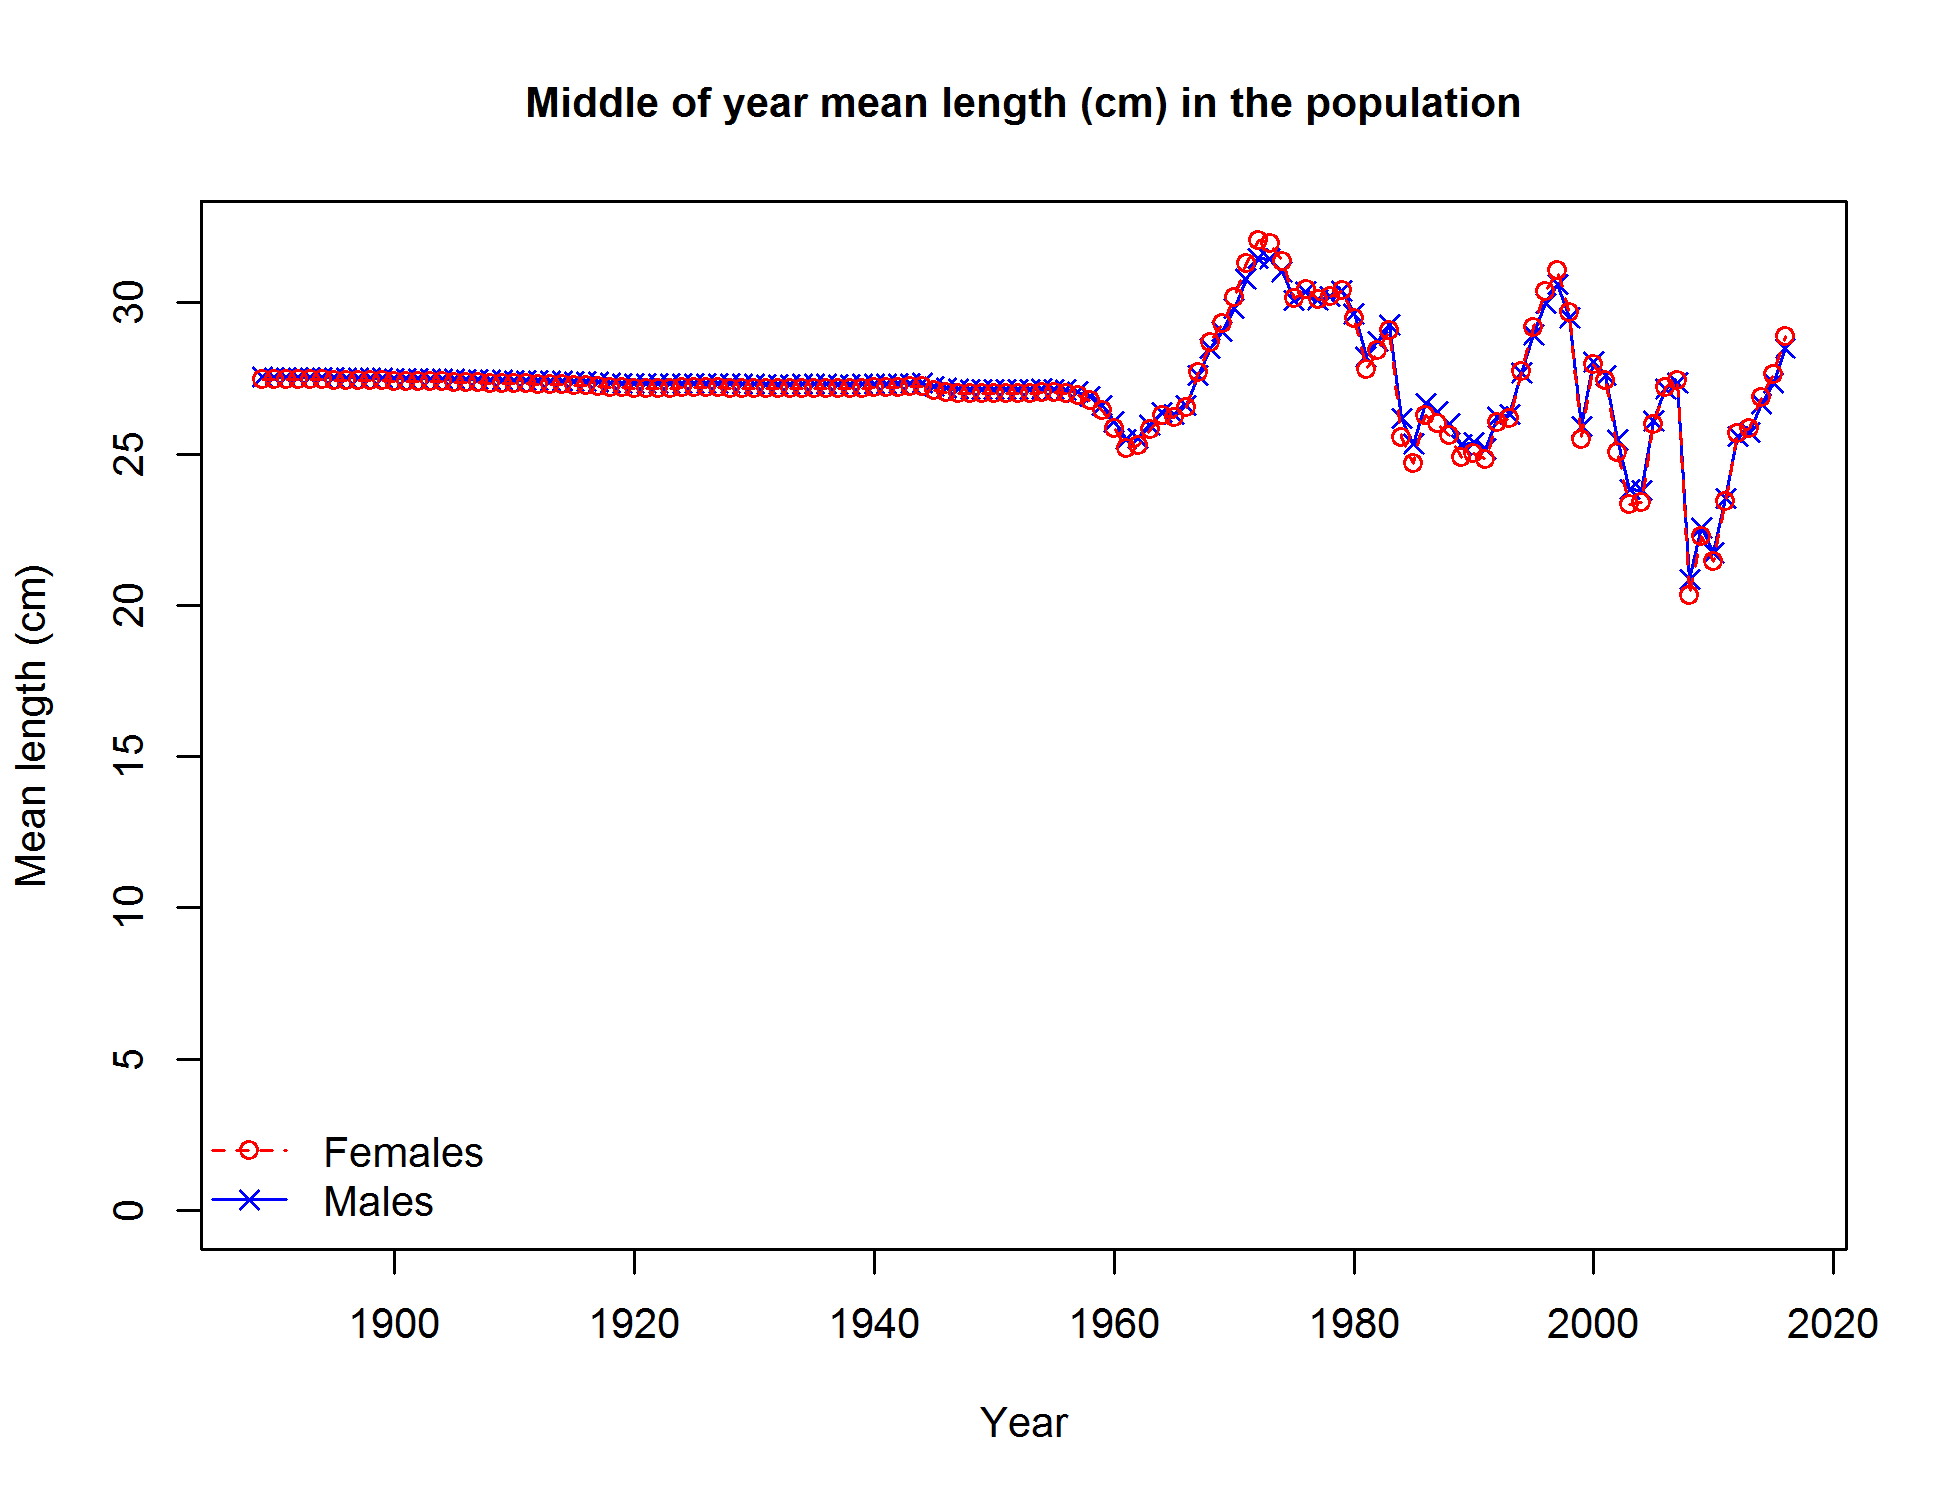 Middle of year mean length (cm) in the population
Mean length (cm)
30
25
20
15
10
5
0
Females
Males
1900 1920 1940 1960 1980 2000 2020
Year